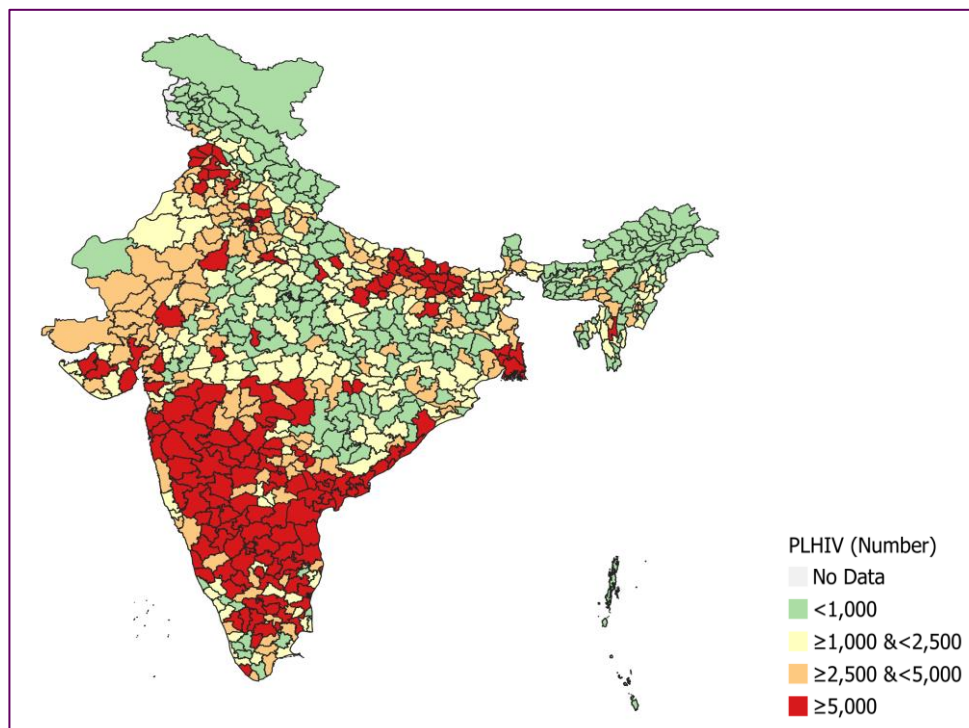 PLHIV (Number)
No Data
<1,000
≥1,000 &<2,500
≥2,500 &<5,000
≥5,000